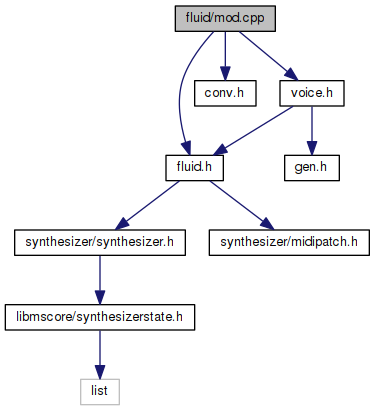 fluid/mod.cpp
conv.h
voice.h
fluid.h
gen.h
synthesizer/synthesizer.h
synthesizer/midipatch.h
libmscore/synthesizerstate.h
list